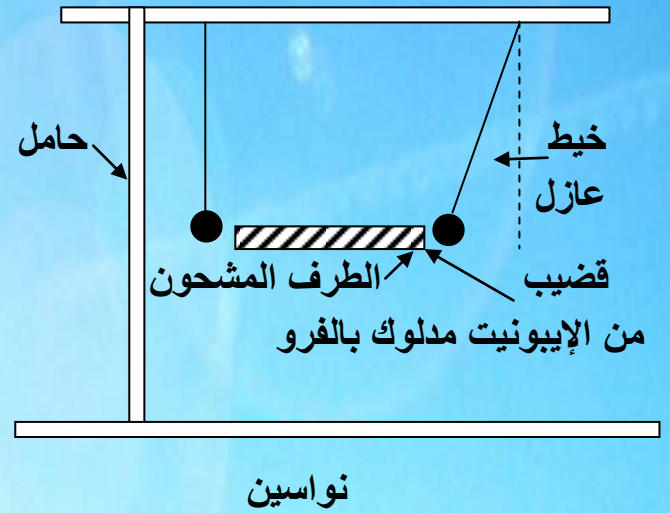 حامل
خيط
عازل
الطرف المشحون
قضيب
من الإيبونيت مدلوك بالفرو
نواسين